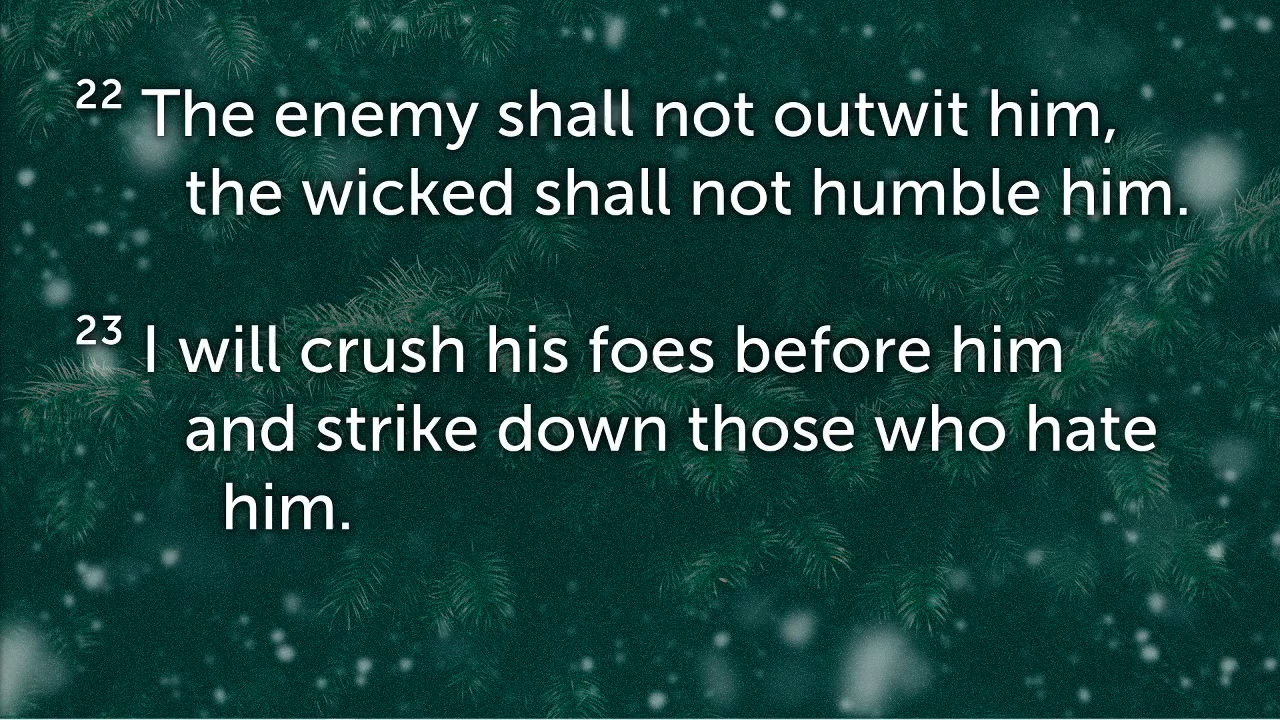 22 The enemy shall not outwit him,
the wicked shall not humble him.
23 I will crush his foes before him
and strike down those who hate
him.